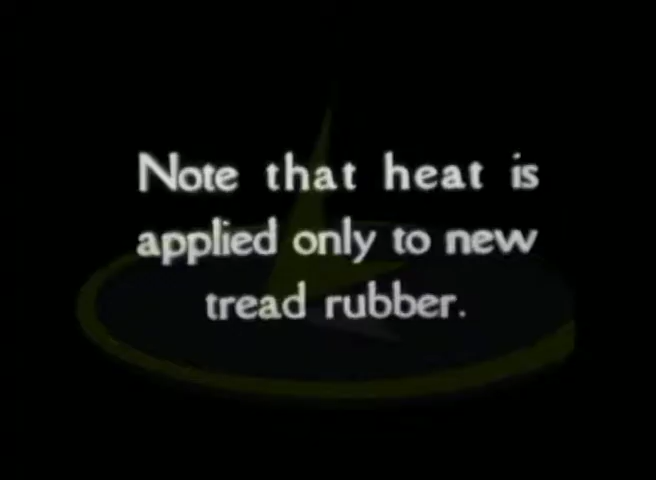 Note that heat is
applied only to new
tread rubber.